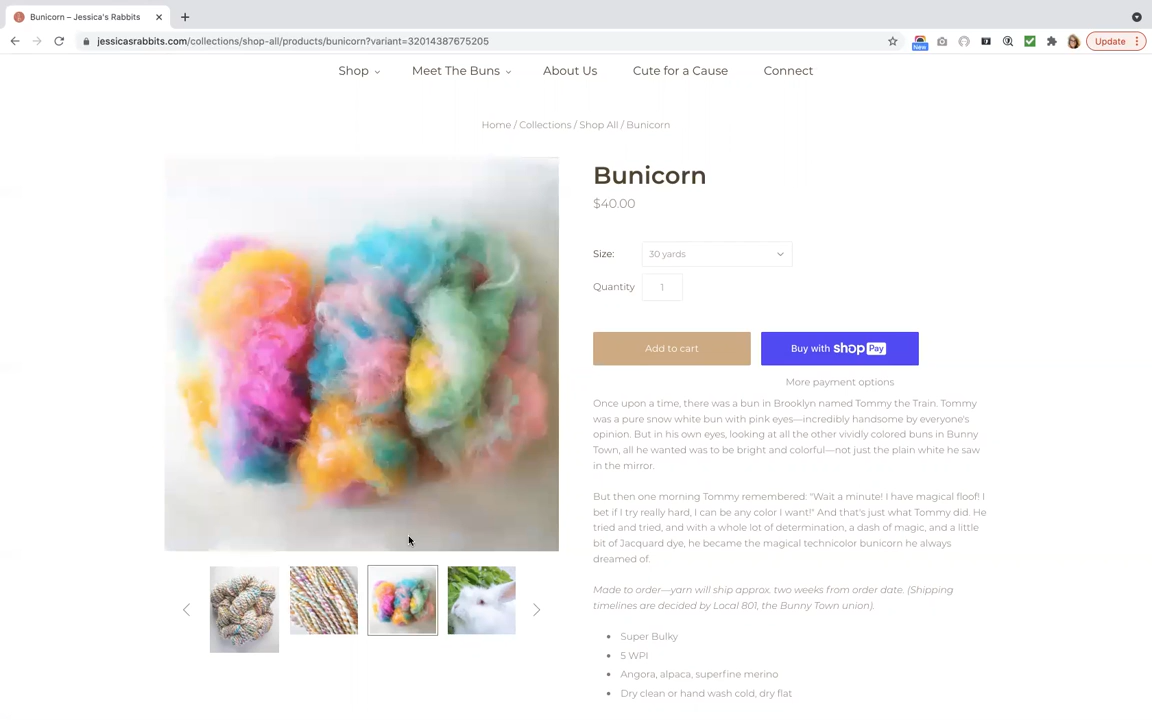 Bunicorn – Jessica's Rabbits
jessicasrabbits.com/collections/shop-all/products/bunicorn?variant=32014387675205
New
Update
Shop
Meet The Buns
About Us
Cute for a Cause
Connect
Home / Collections / Shop All / Bunicorn
Bunicorn
$40.00
Size:
30 yards
Quantity
1
Add to cart
Buy with shop Pay
More payment options
Once upon a time, there was a bun in Brooklyn named Tommy the Train. Tommy
was a pure snow white bun with pink eyes—incredibly handsome by everyone's
opinion. But in his own eyes, looking at all the other vividly colored buns in Bunny
Town, all he wanted was to be bright and colorful—not just the plain white he saw
in the mirror.
But then one morning Tommy remembered: "Wait a minute! I have magical floof! I
bet if I try really hard, I can be any color I want!" And that's just what Tommy did. He
tried and tried, and with a whole lot of determination, a dash of magic, and a little
bit of Jacquard dye, he became the magical technicolor bunicorn he always
dreamed of.
Made to order—yarn will ship approx. two weeks from order date. (Shipping
timelines are decided by Local 801, the Bunny Town union).
• Super Bulky
• 5 WPI
• Angora, alpaca, superfine merino
• Dry clean or hand wash cold, dry flat